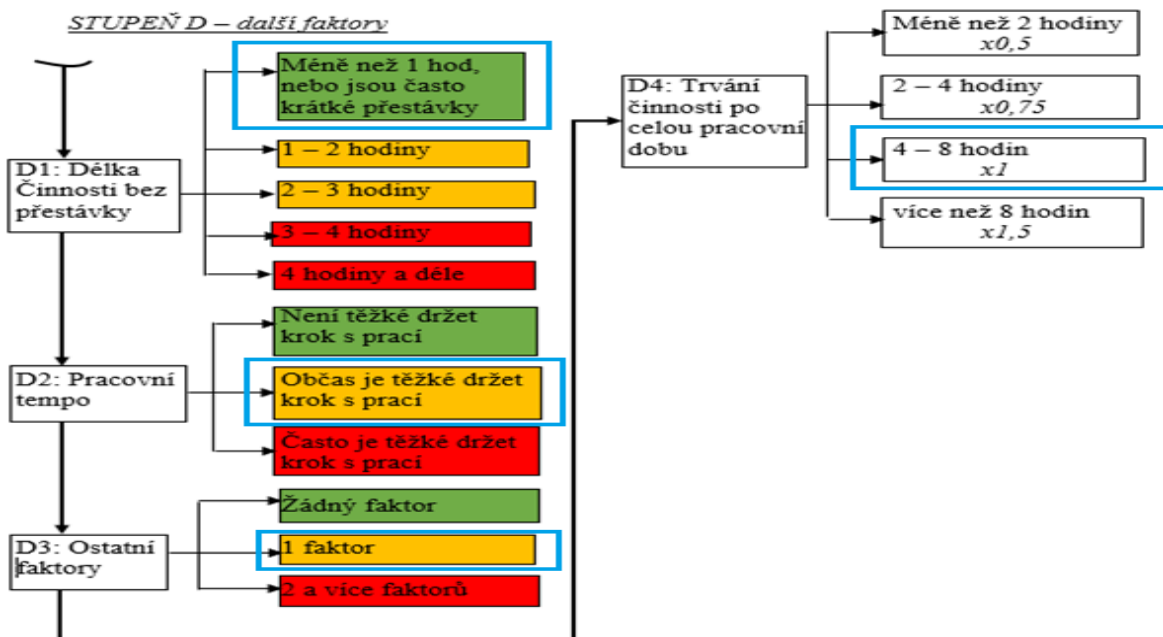 STUPEŇ D – další faktory
D1: Délka
Činnosti bez
přestávky
Méně než 1 hod,
nebo jsou často
krátké přestávky
1 – 2 hodiny
2 – 3 hodiny
3 – 4 hodiny
4 hodiny a déle
D2: Pracovní
tempo
Není těžké držet
krok s prací
Občas je těžké držet
krok s prací
Často je těžké držet
krok s prací
D3: Ostatní
faktory
Žádný faktor
1 faktor
2 a více faktorů
D4: Trvání
činnosti po
celou pracovní
dobu
Méně než 2 hodiny
x0,5
2 – 4 hodiny
x0,75
4 – 8 hodin
x1
více než 8 hodin
x1,5